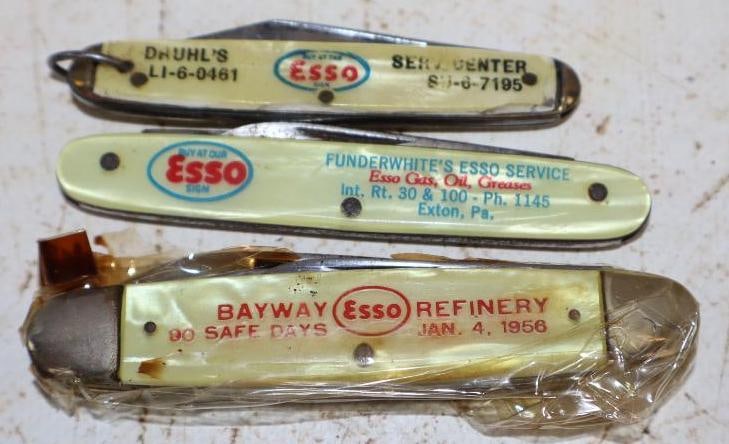 DRUHL'S
LI-6-0461
BUY AT OUR
Esso
SIGN
CENTER
-6-7195
BUY AT OUR
Esso
SIGN
FUNDERWHITE'S ESSO SERVICE
Esso Gas, Oil, Greases
Int. Rt. 30 & 100 - Ph. 1145
Exton, Pa.
BAYWAY Esso REFINERY
90 SAFE DAYS JAN. 4, 1956